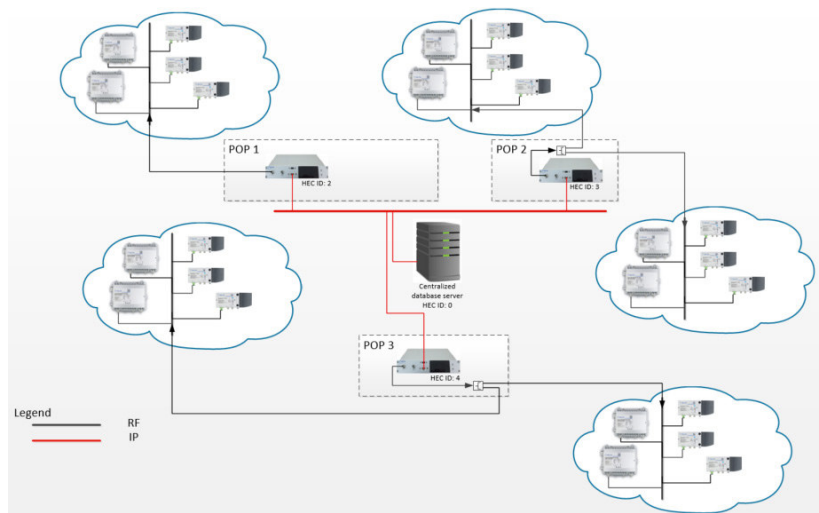 POP 1
HEC ID: 2
POP 2
HEC ID: 3
Centralized
database server
HEC ID: 0
POP 3
HEC ID: 4
Legend
RF
IP